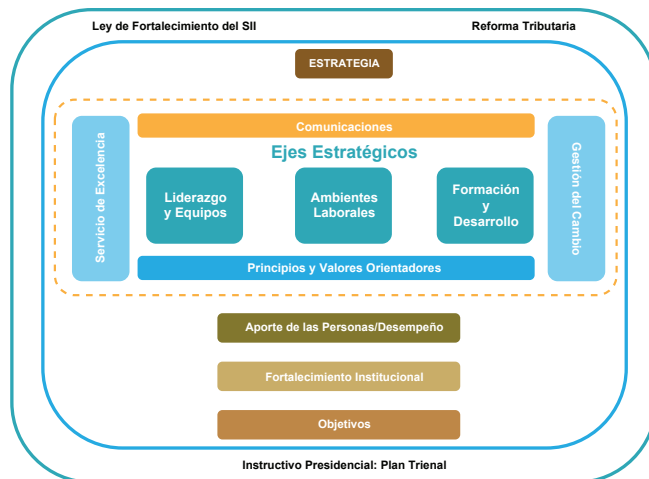 Ley de Fortalecimiento del SII
Reforma Tributaria
ESTRATEGIA
Comunicaciones
Ejes Estratégicos
Servicio de Excelencia
Liderazgo
y Equipos
Ambientes
Laborales
Formación
y
Desarrollo
Gestión del Cambio
Principios y Valores Orientadores
Aporte de las Personas/Desempeño
Fortalecimiento Institucional
Objetivos
Instructivo Presidencial: Plan Trienal